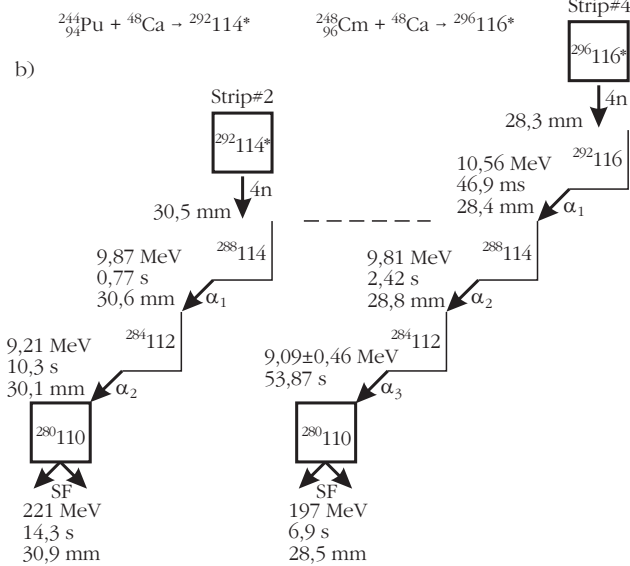 ²⁴⁴₉₄Pu + ⁴⁸Ca → ²⁹²114*
²⁴⁸₉₆Cm + ⁴⁸Ca → ²⁹⁶116*
b)
Strip#2
²⁹²114*
4n
30,5 mm
²⁸⁸114
9,87 MeV
0,77 s
30,6 mm
α₁
²⁸⁴112
9,21 MeV
10,3 s
30,1 mm
α₂
²⁸⁰110
SF
221 MeV
14,3 s
30,9 mm
Strip#4
²⁹⁶116*
4n
28,3 mm
²⁹²116
10,56 MeV
46,9 ms
28,4 mm
α₁
²⁸⁸114
9,81 MeV
2,42 s
28,8 mm
α₂
²⁸⁴112
9,09±0,46 MeV
53,87 s
α₃
²⁸⁰110
SF
197 MeV
6,9 s
28,5 mm